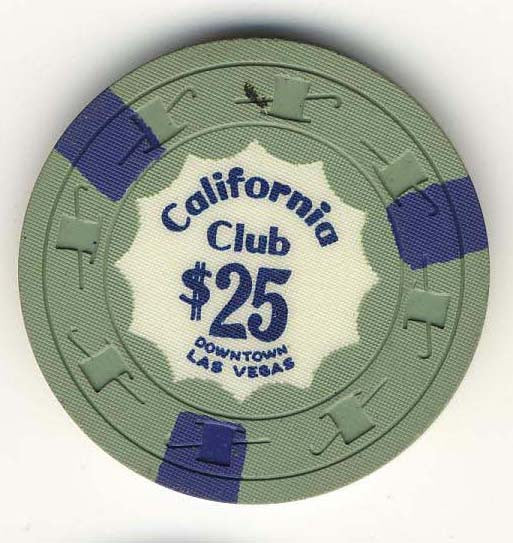 California
Club
$25
DOWNTOWN
LAS VEGAS